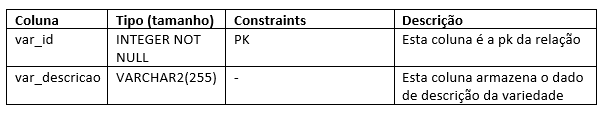 Coluna Tipo (tamanho) Constraints Descrição
var_id INTEGER NOT PK Esta coluna é a pk da relação
NULL
var_descricao VARCHAR2(255) - Esta coluna armazena o dado
de descrição da variedade